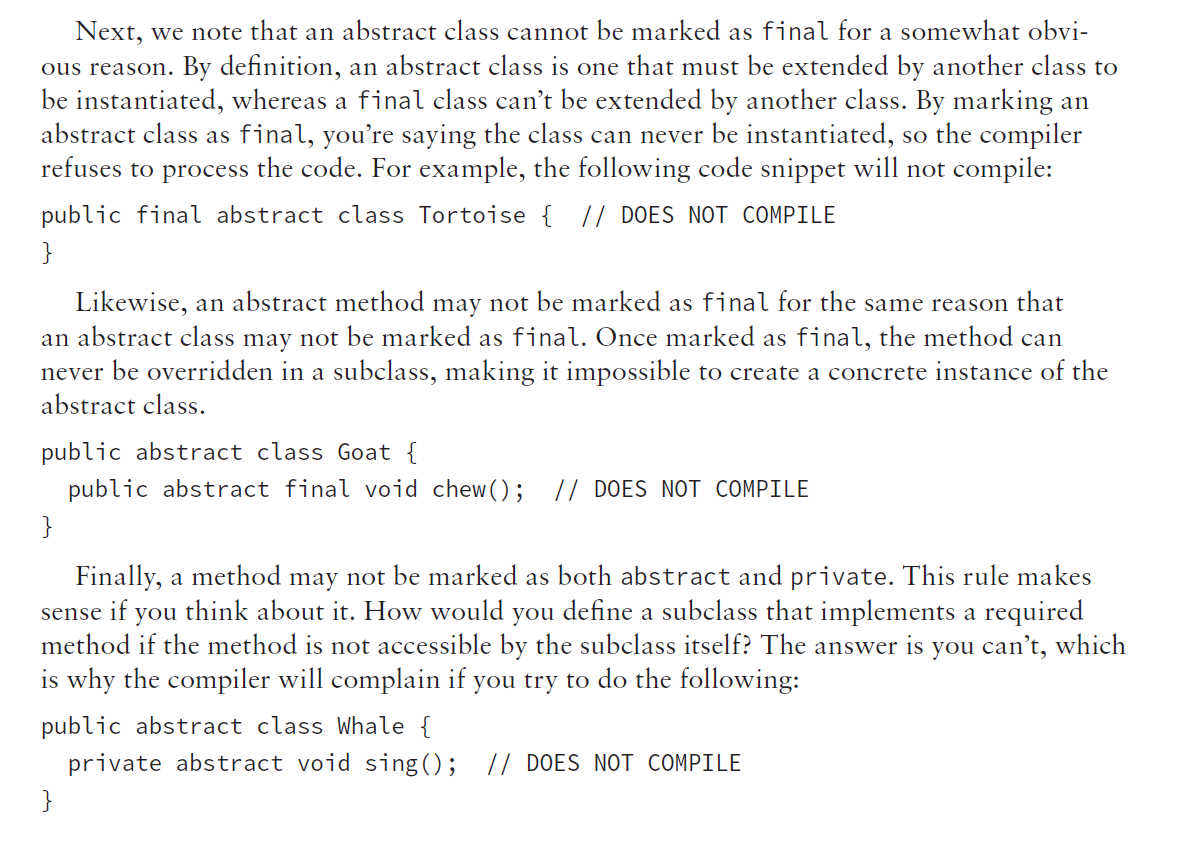 Next, we note that an abstract class cannot be marked as final for a somewhat obvi-
ous reason. By definition, an abstract class is one that must be extended by another class to
be instantiated, whereas a final class can’t be extended by another class. By marking an
abstract class as final, you’re saying the class can never be instantiated, so the compiler
refuses to process the code. For example, the following code snippet will not compile:
public final abstract class Tortoise {  // DOES NOT COMPILE
}
Likewise, an abstract method may not be marked as final for the same reason that
an abstract class may not be marked as final. Once marked as final, the method can
never be overridden in a subclass, making it impossible to create a concrete instance of the
abstract class.
public abstract class Goat {
  public abstract final void chew();  // DOES NOT COMPILE
}
Finally, a method may not be marked as both abstract and private. This rule makes
sense if you think about it. How would you define a subclass that implements a required
method if the method is not accessible by the subclass itself? The answer is you can’t, which
is why the compiler will complain if you try to do the following:
public abstract class Whale {
  private abstract void sing();  // DOES NOT COMPILE
}